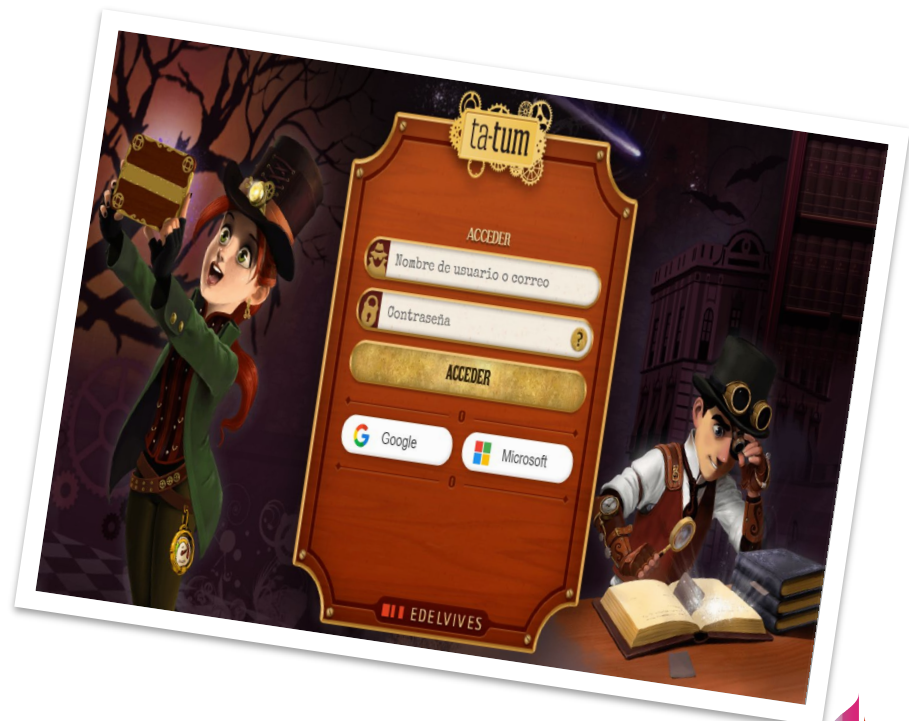 ta·tum
ACCEDER
Nombre de usuario o correo
Contraseña
?
ACCEDER
O
Google
Microsoft
O
EDELVIVES